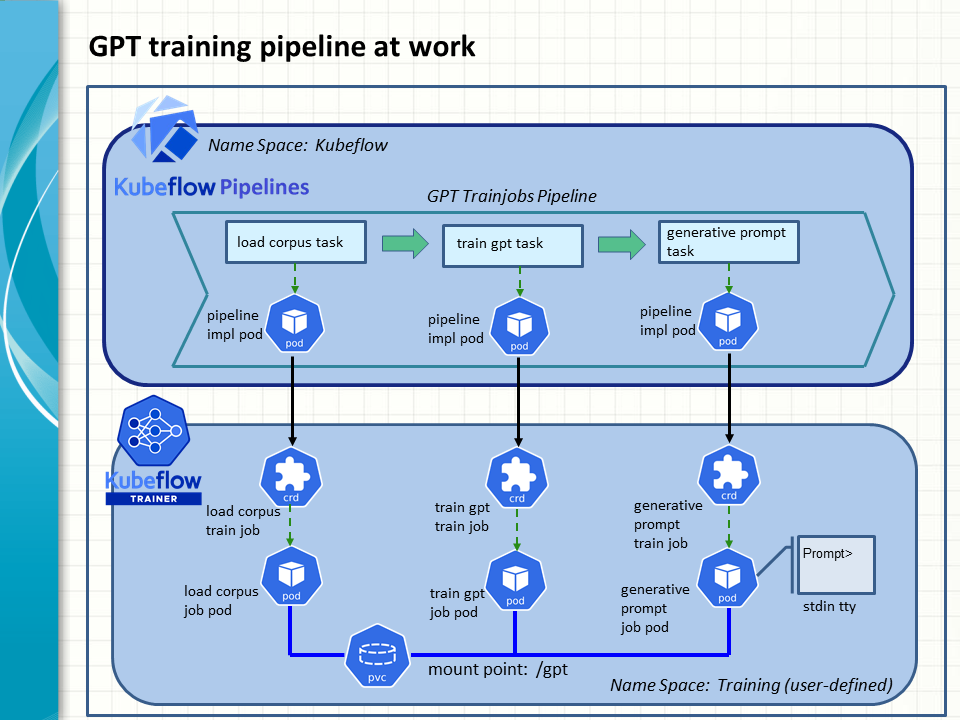 GPT training pipeline at work
Name Space: Kubeflow
Kubeflow Pipelines
GPT Trainjobs Pipeline
load corpus task
train gpt task
generative prompt
task
pipeline
impl pod
pod
pipeline
impl pod
pod
pipeline
impl pod
pod
Kubeflow
TRAINER
crd
load corpus
train job
crd
train gpt
train job
crd
generative
prompt
train job
load corpus
job pod
pod
train gpt
job pod
pod
generative
prompt
job pod
pod
Prompt>
stdin tty
pvc
mount point: /gpt
Name Space: Training (user-defined)